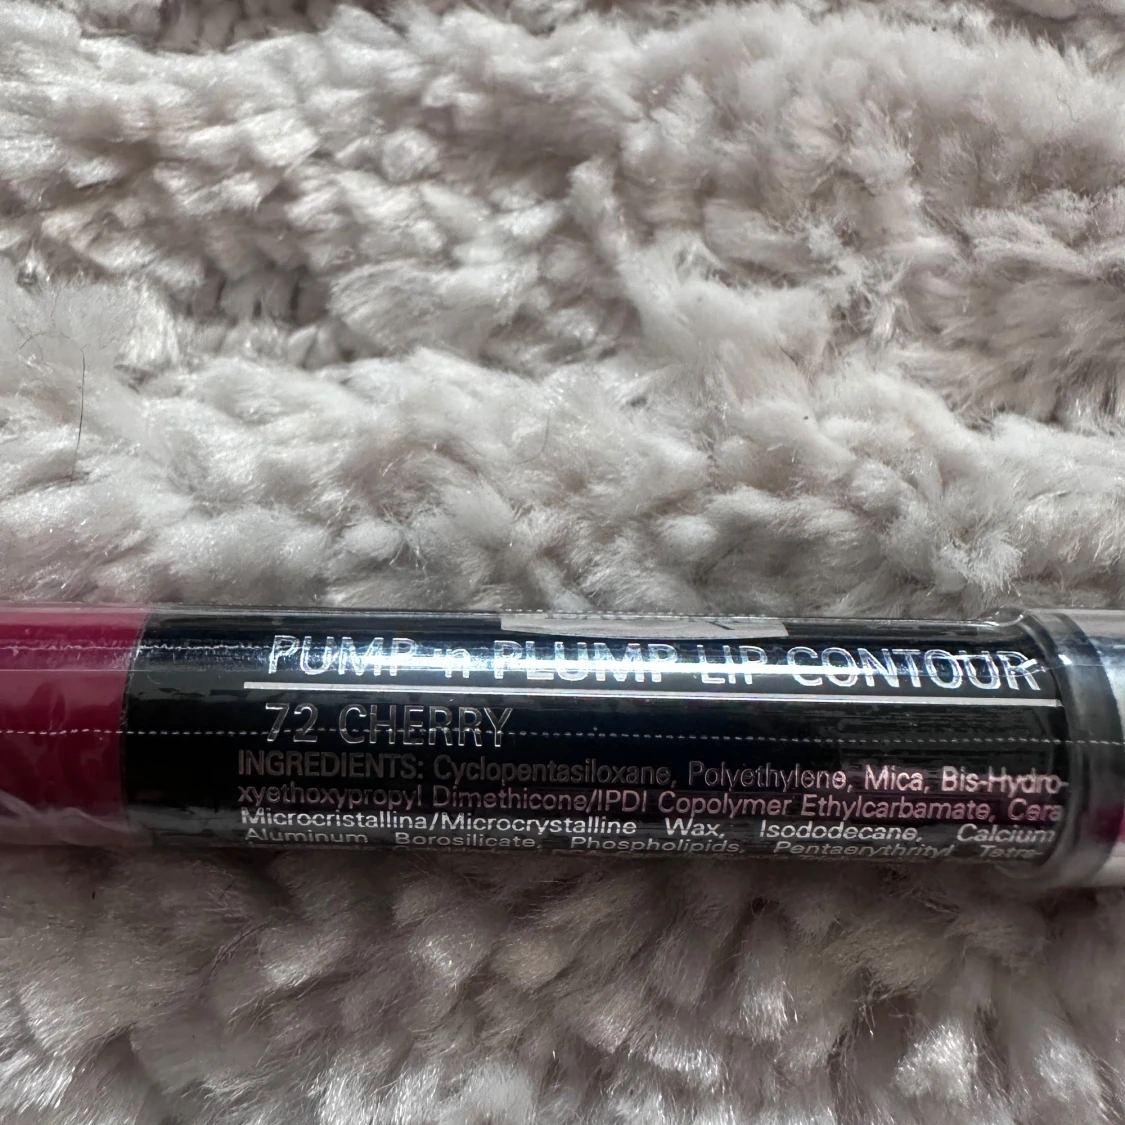 PUMP 'n PLUMP LIP CONTOUR
72 CHERRY
INGREDIENTS: Cyclopentasiloxane, Polyethylene, Mica, Bis-Hydro-
xyethoxypropyl Dimethicone/IPDI Copolymer Ethylcarbamate, Cera
Microcristallina/Microcrystalline Wax, Isododecane, Calcium
Aluminum Borosilicate, Phospholipids, Pentaerythrityl Tetra-